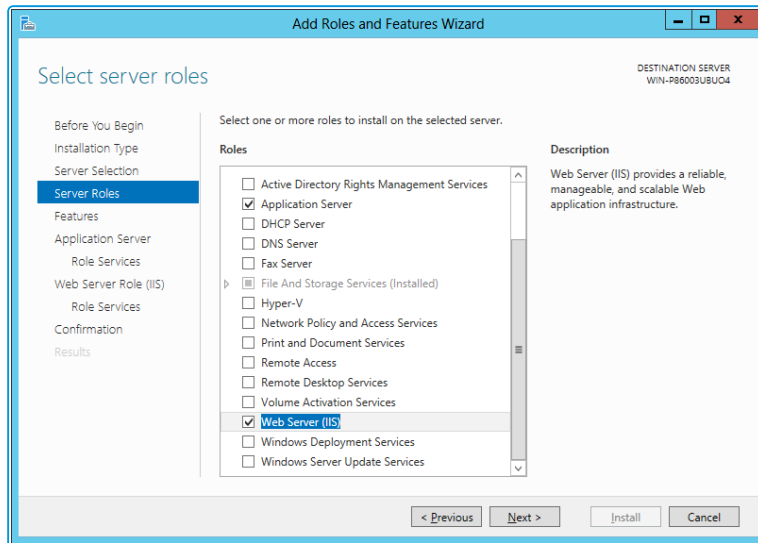 Add Roles and Features Wizard
Select server roles
DESTINATION SERVER
WIN-P86003UBUO4
Before You Begin
Installation Type
Server Selection
Server Roles
Features
Application Server
Role Services
Web Server Role (IIS)
Role Services
Confirmation
Results
Select one or more roles to install on the selected server.
Roles
Active Directory Rights Management Services
Application Server
DHCP Server
DNS Server
Fax Server
File And Storage Services (Installed)
Hyper-V
Network Policy and Access Services
Print and Document Services
Remote Access
Remote Desktop Services
Volume Activation Services
Web Server (IIS)
Windows Deployment Services
Windows Server Update Services
Description
Web Server (IIS) provides a reliable,
manageable, and scalable Web
application infrastructure.
< Previous
Next >
Install
Cancel